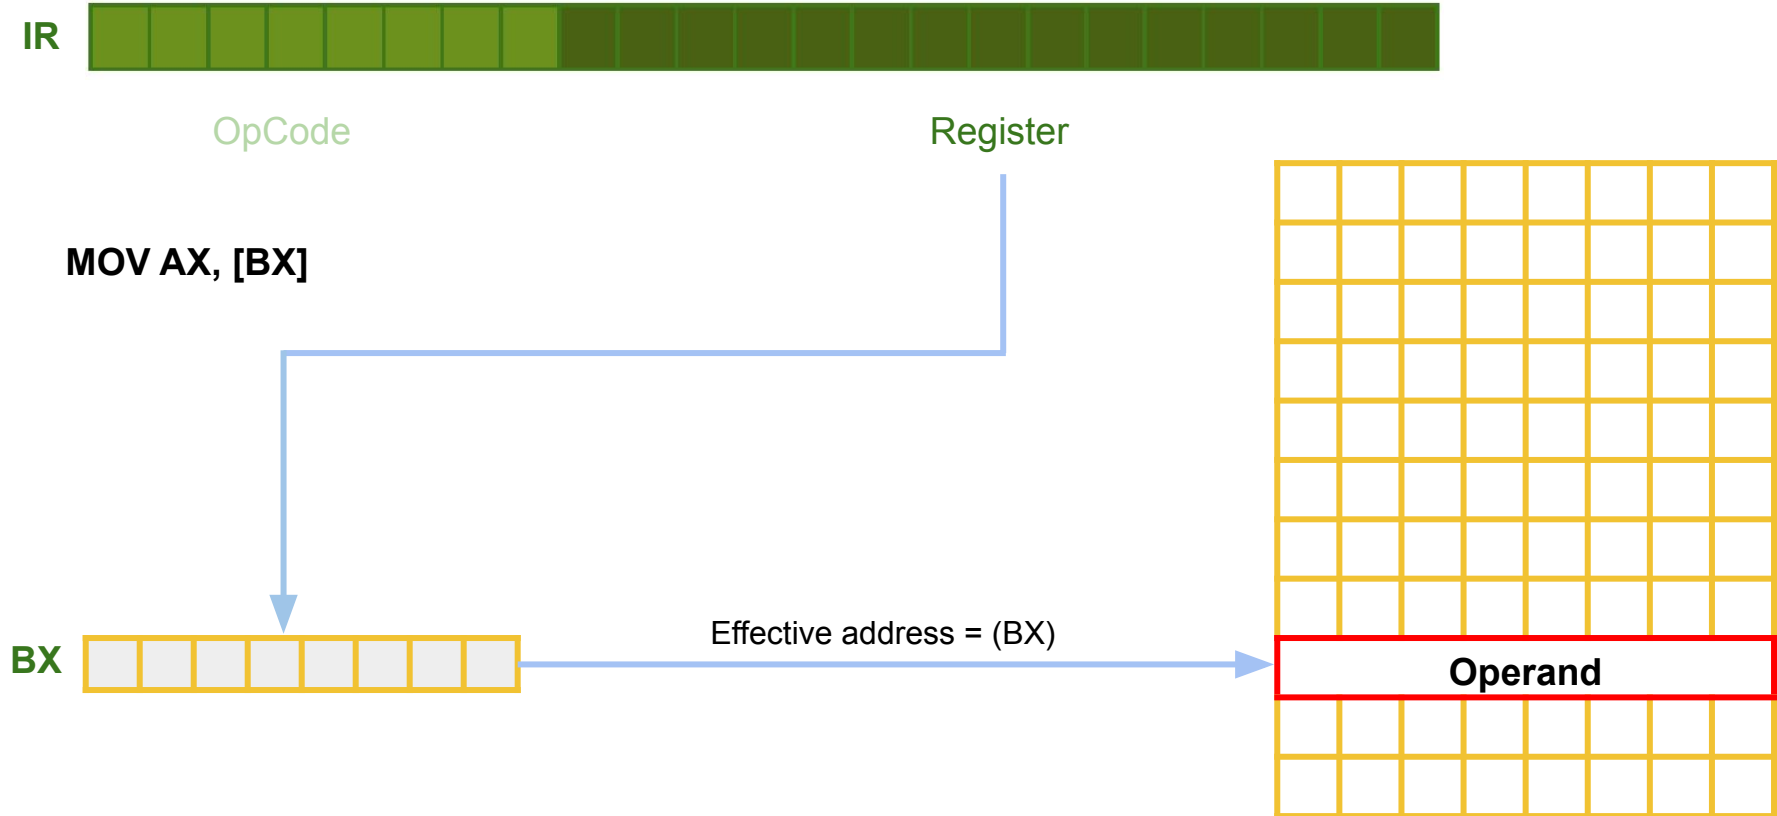 IR
OpCode
Register
MOV AX, [BX]
Effective address = (BX)
BX
Operand